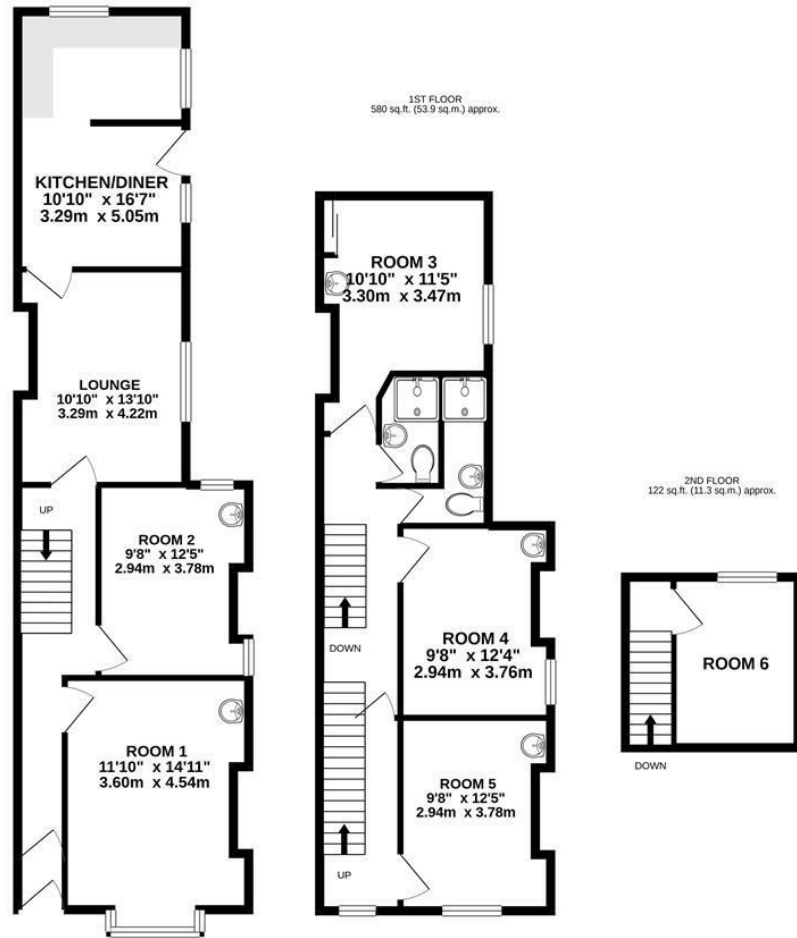 KITCHEN/DINER
10'10" x 16'7"
3.29m x 5.05m
LOUNGE
10'10" x 13'10"
3.29m x 4.22m
UP
ROOM 2
9'8" x 12'5"
2.94m x 3.78m
ROOM 1
11'10" x 14'11"
3.60m x 4.54m
1ST FLOOR
580 sq.ft. (53.9 sq.m.) approx.
ROOM 3
10'10" x 11'5"
3.30m x 3.47m
DOWN
ROOM 4
9'8" x 12'4"
2.94m x 3.76m
ROOM 5
9'8" x 12'5"
2.94m x 3.78m
UP
2ND FLOOR
122 sq.ft. (11.3 sq.m.) approx.
ROOM 6
DOWN